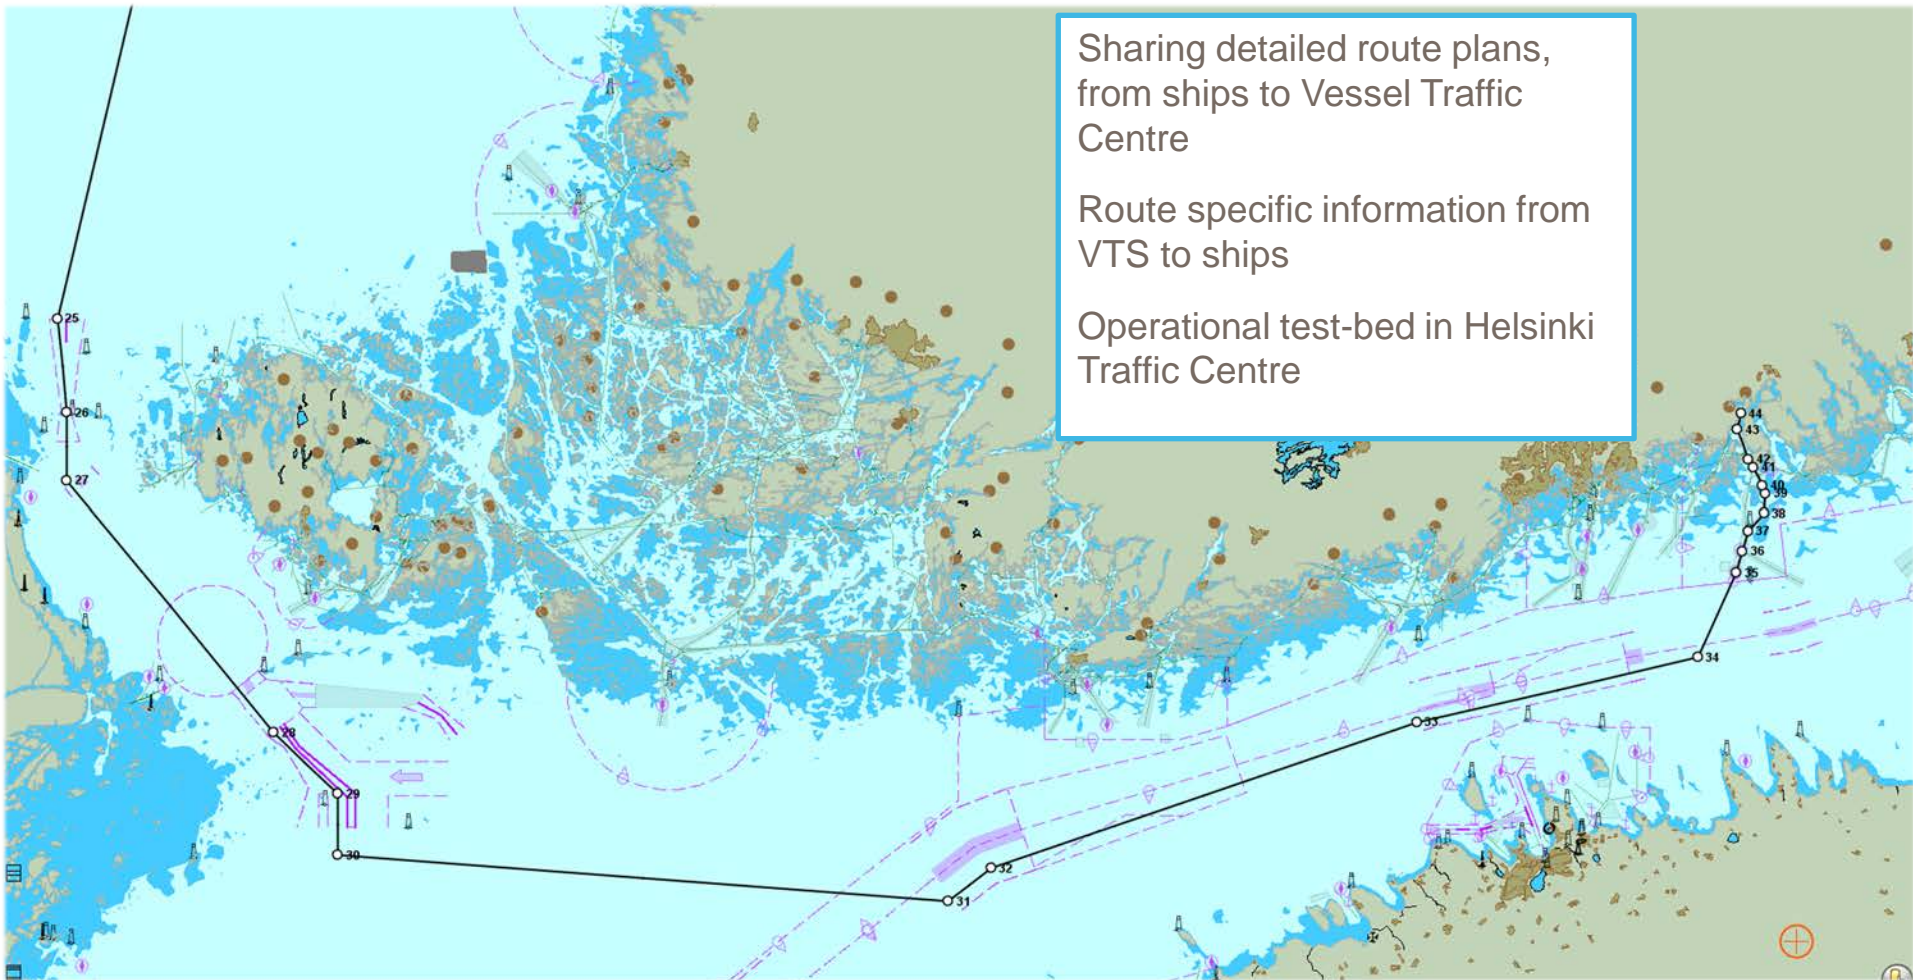 Sharing detailed route plans,
from ships to Vessel Traffic
Centre
Route specific information from
VTS to ships
Operational test-bed in Helsinki
Traffic Centre
25
26
27
28
29
30
31
32
33
34
35
36
37
38
39
40
41
42
43
44